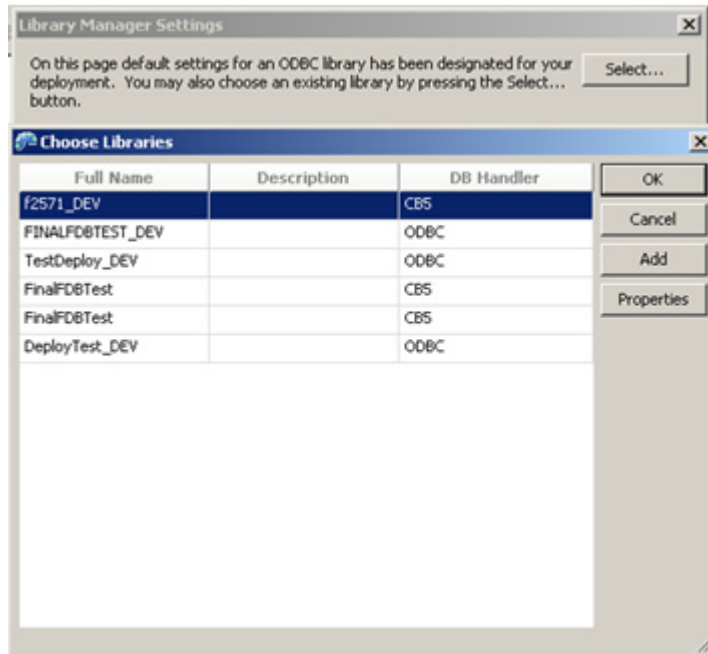 Library Manager Settings
On this page default settings for an ODBC library has been designated for your
deployment. You may also choose an existing library by pressing the Select...
button.
Select...
Choose Libraries
Full Name Description DB Handler
f2571_DEV CB5
FINALFDBTEST_DEV ODBC
TestDeploy_DEV ODBC
FinalFDBTest CB5
FinalFDBTest CB5
DeployTest_DEV ODBC
OK
Cancel
Add
Properties